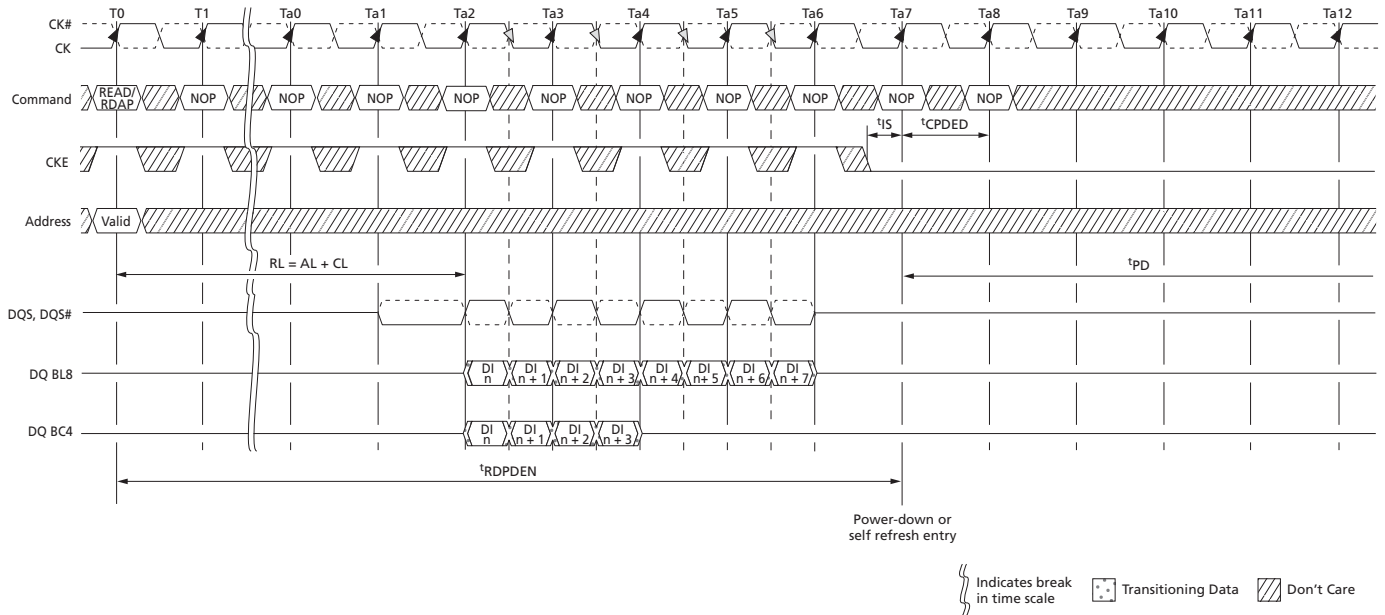 T0 T1 Ta0 Ta1 Ta2 Ta3 Ta4 Ta5 Ta6 Ta7 Ta8 Ta9 Ta10 Ta11 Ta12
CK#
CK
Command READ/ RDAP NOP NOP NOP NOP NOP NOP NOP NOP NOP NOP
tIS tCPDED
CKE
Address Valid
RL = AL + CL tPD
DQS, DQS#
DQ BL8 DI n DI n + 1 DI n + 2 DI n + 3 DI n + 4 DI n + 5 DI n + 6 DI n + 7
DQ BC4 DI n DI n + 1 DI n + 2 DI n + 3
tRDPDEN
Power-down or
self refresh entry
Indicates break
in time scale
Transitioning Data
Don't Care